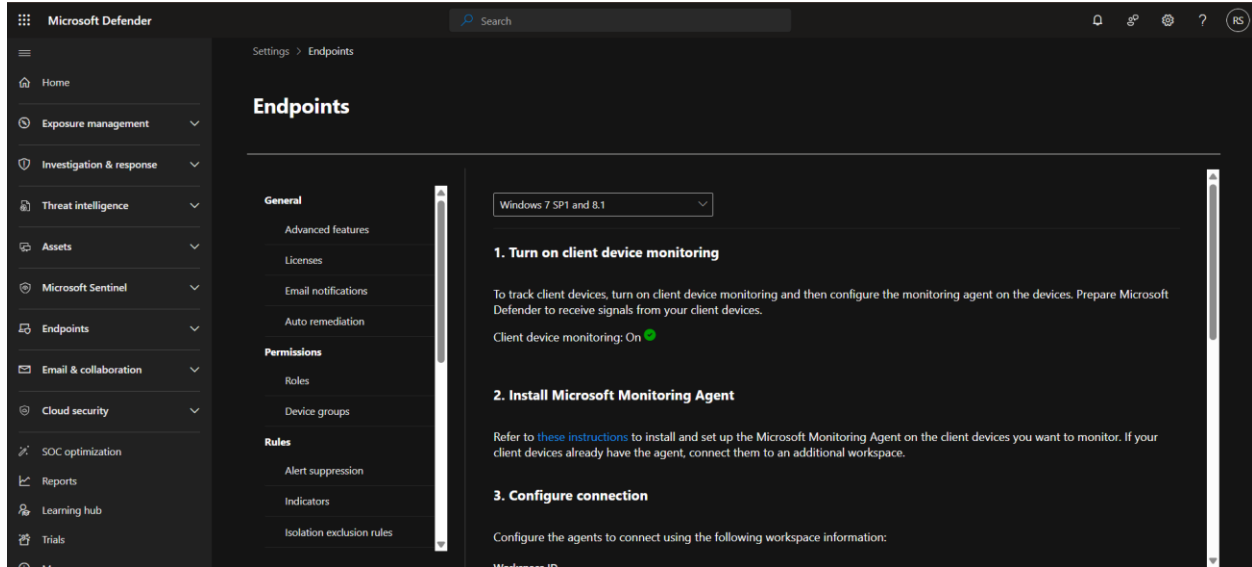 Microsoft Defender
Search
RS
Settings > Endpoints
Home
Endpoints
Exposure management
Investigation & response
Threat intelligence
Assets
Microsoft Sentinel
Endpoints
Email & collaboration
Cloud security
SOC optimization
Reports
Learning hub
Trials
General
Advanced features
Licenses
Email notifications
Auto remediation
Permissions
Roles
Device groups
Rules
Alert suppression
Indicators
Isolation exclusion rules
Windows 7 SP1 and 8.1
1. Turn on client device monitoring
To track client devices, turn on client device monitoring and then configure the monitoring agent on the devices. Prepare Microsoft
Defender to receive signals from your client devices.
Client device monitoring: On
2. Install Microsoft Monitoring Agent
Refer to these instructions to install and set up the Microsoft Monitoring Agent on the client devices you want to monitor. If your
client devices already have the agent, connect them to an additional workspace.
3. Configure connection
Configure the agents to connect using the following workspace information:
Workspace ID